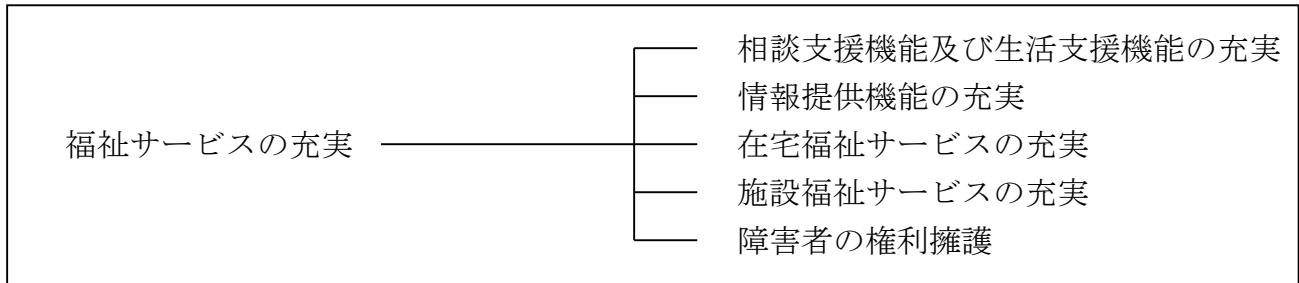 福祉サービスの充実
相談支援機能及び生活支援機能の充実
情報提供機能の充実
在宅福祉サービスの充実
施設福祉サービスの充実
障害者の権利擁護